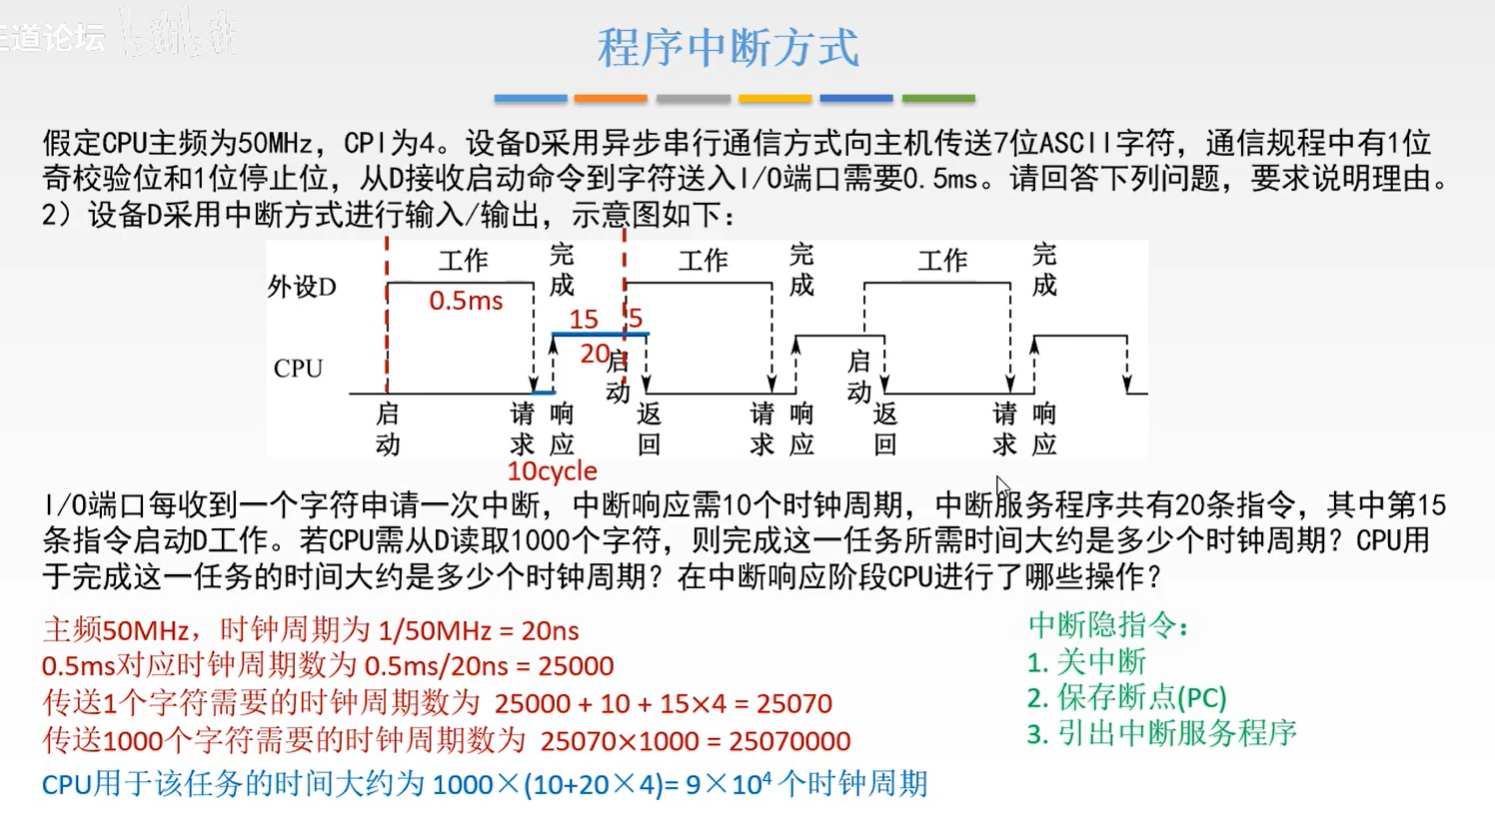 王道论坛 bilibili
程序中断方式
假定CPU主频为50MHz，CPI为4。设备D采用异步串行通信方式向主机传送7位ASCII字符，通信规程中有1位
奇校验位和1位停止位，从D接收启动命令到字符送入I/O端口需要0.5ms。请回答下列问题，要求说明理由。
2）设备D采用中断方式进行输入/输出，示意图如下：
工作 完成 工作 完成 工作 完成
外设D
0.5ms
15 5
20
CPU
启动 启动
启动 请求 响应 返回 请求 响应 返回 请求 响应
10cycle
I/O端口每收到一个字符申请一次中断，中断响应需10个时钟周期，中断服务程序共有20条指令，其中第15
条指令启动D工作。若CPU需从D读取1000个字符，则完成这一任务所需时间大约是多少个时钟周期？CPU用
于完成这一任务的时间大约是多少个时钟周期？在中断响应阶段CPU进行了哪些操作？
主频50MHz，时钟周期为 1/50MHz = 20ns
0.5ms对应时钟周期数为 0.5ms/20ns = 25000
传送1个字符需要的时钟周期数为 25000 + 10 + 15×4 = 25070
传送1000个字符需要的时钟周期数为 25070×1000 = 25070000
CPU用于该任务的时间大约为 1000×(10+20×4)= 9×10⁴ 个时钟周期
中断隐指令：
1. 关中断
2. 保存断点(PC)
3. 引出中断服务程序